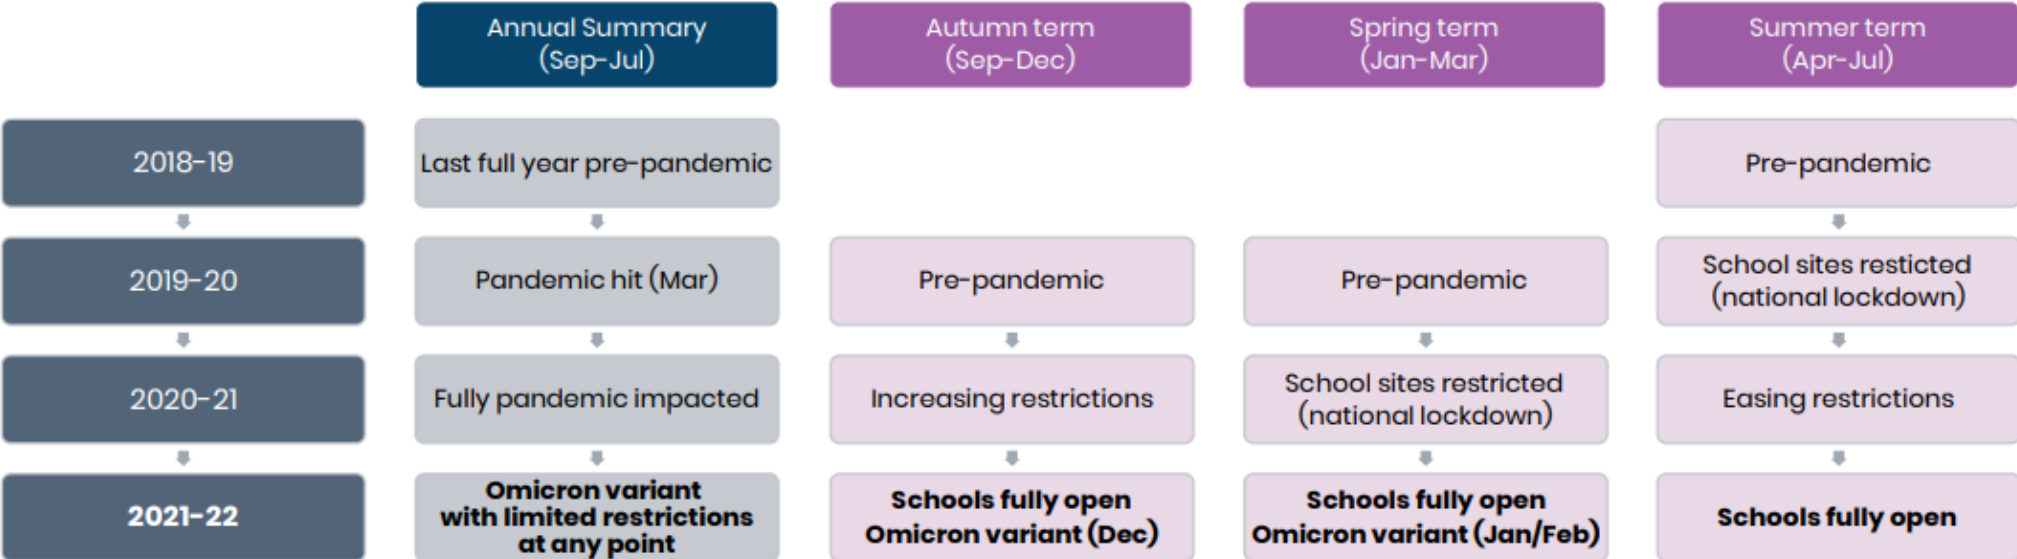 Annual Summary
(Sep-Jul)
Autumn term
(Sep-Dec)
Spring term
(Jan-Mar)
Summer term
(Apr-Jul)
2018-19
Last full year pre-pandemic
Pre-pandemic
2019-20
Pandemic hit (Mar)
Pre-pandemic
Pre-pandemic
School sites resticted
(national lockdown)
2020-21
Fully pandemic impacted
Increasing restrictions
School sites restricted
(national lockdown)
Easing restrictions
2021-22
Omicron variant
with limited restrictions
at any point
Schools fully open
Omicron variant (Dec)
Schools fully open
Omicron variant (Jan/Feb)
Schools fully open